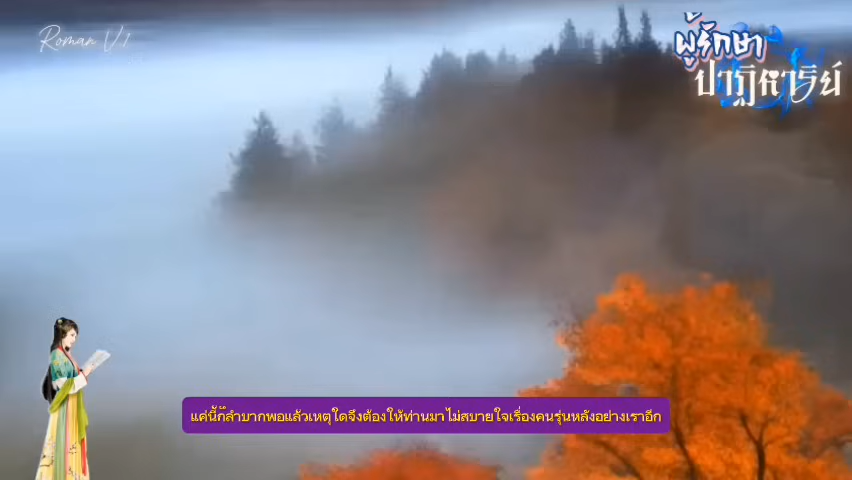 Roman V.1
ผู้รักษา
ปาฏิหาริย์
แค่นี้ก็ลำบากพอแล้วเหตุใดจึงต้องให้ท่านมาไม่สบายใจเรื่องคนรุ่นหลังอย่างเราอีก